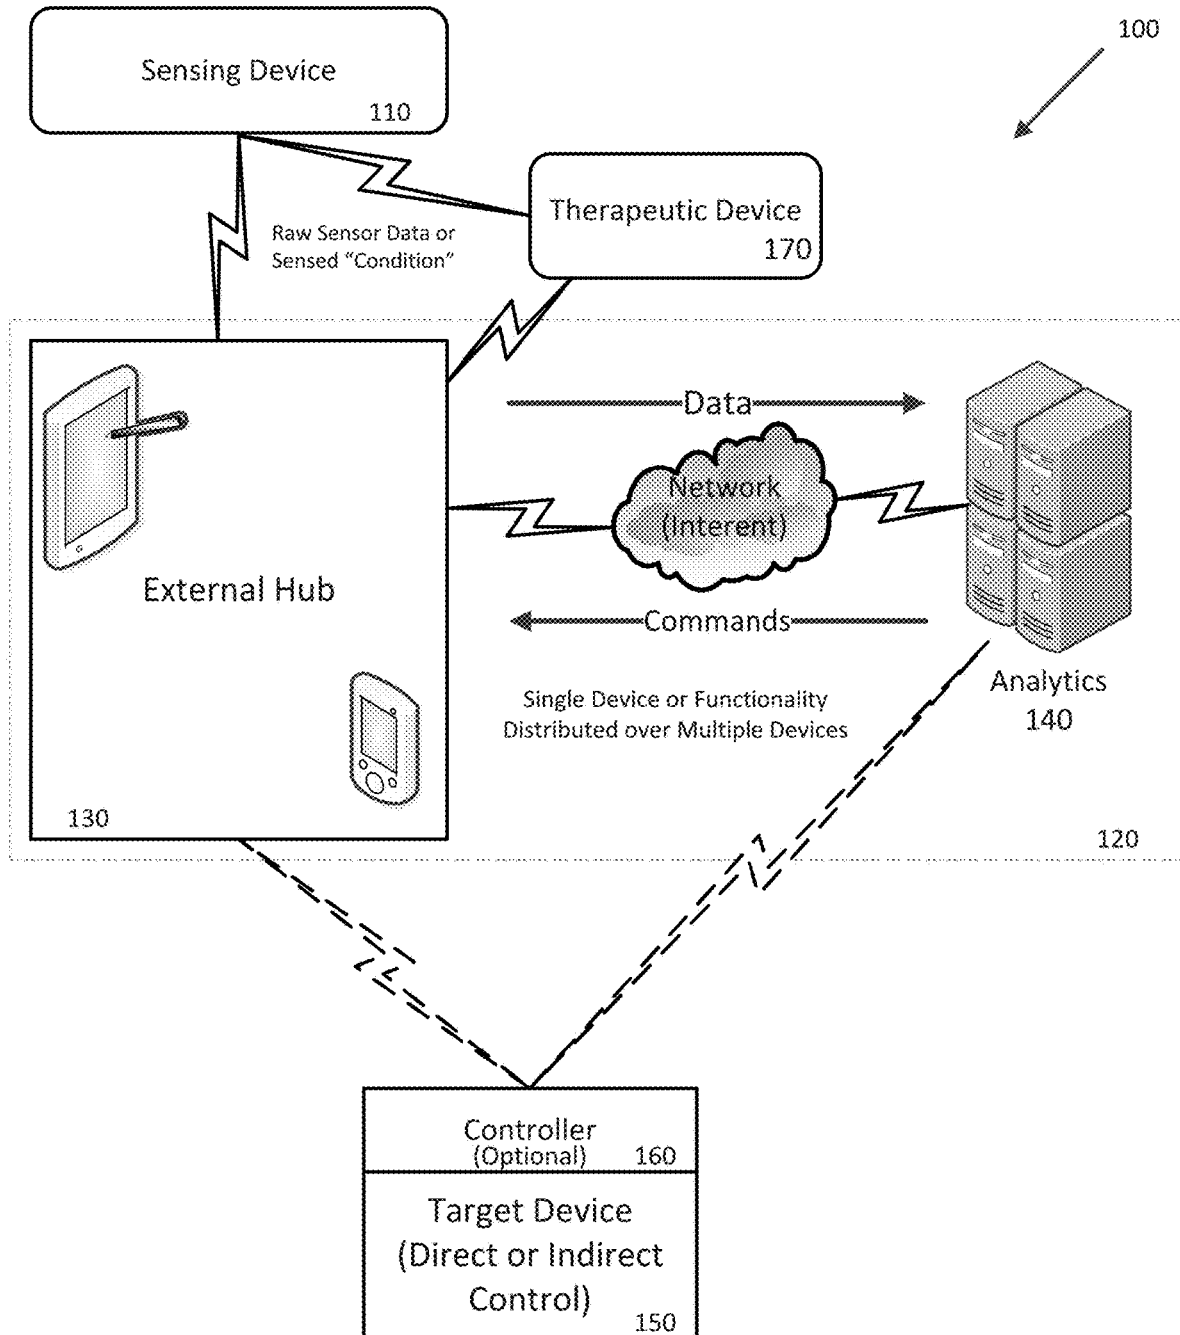 100
Sensing Device
110
Therapeutic Device
170
Raw Sensor Data or
Sensed “Condition”
Data
Network
(Interent)
Commands
External Hub
Single Device or Functionality
Distributed over Multiple Devices
Analytics
140
130
120
Controller
(Optional)
160
Target Device
(Direct or Indirect
Control)
150